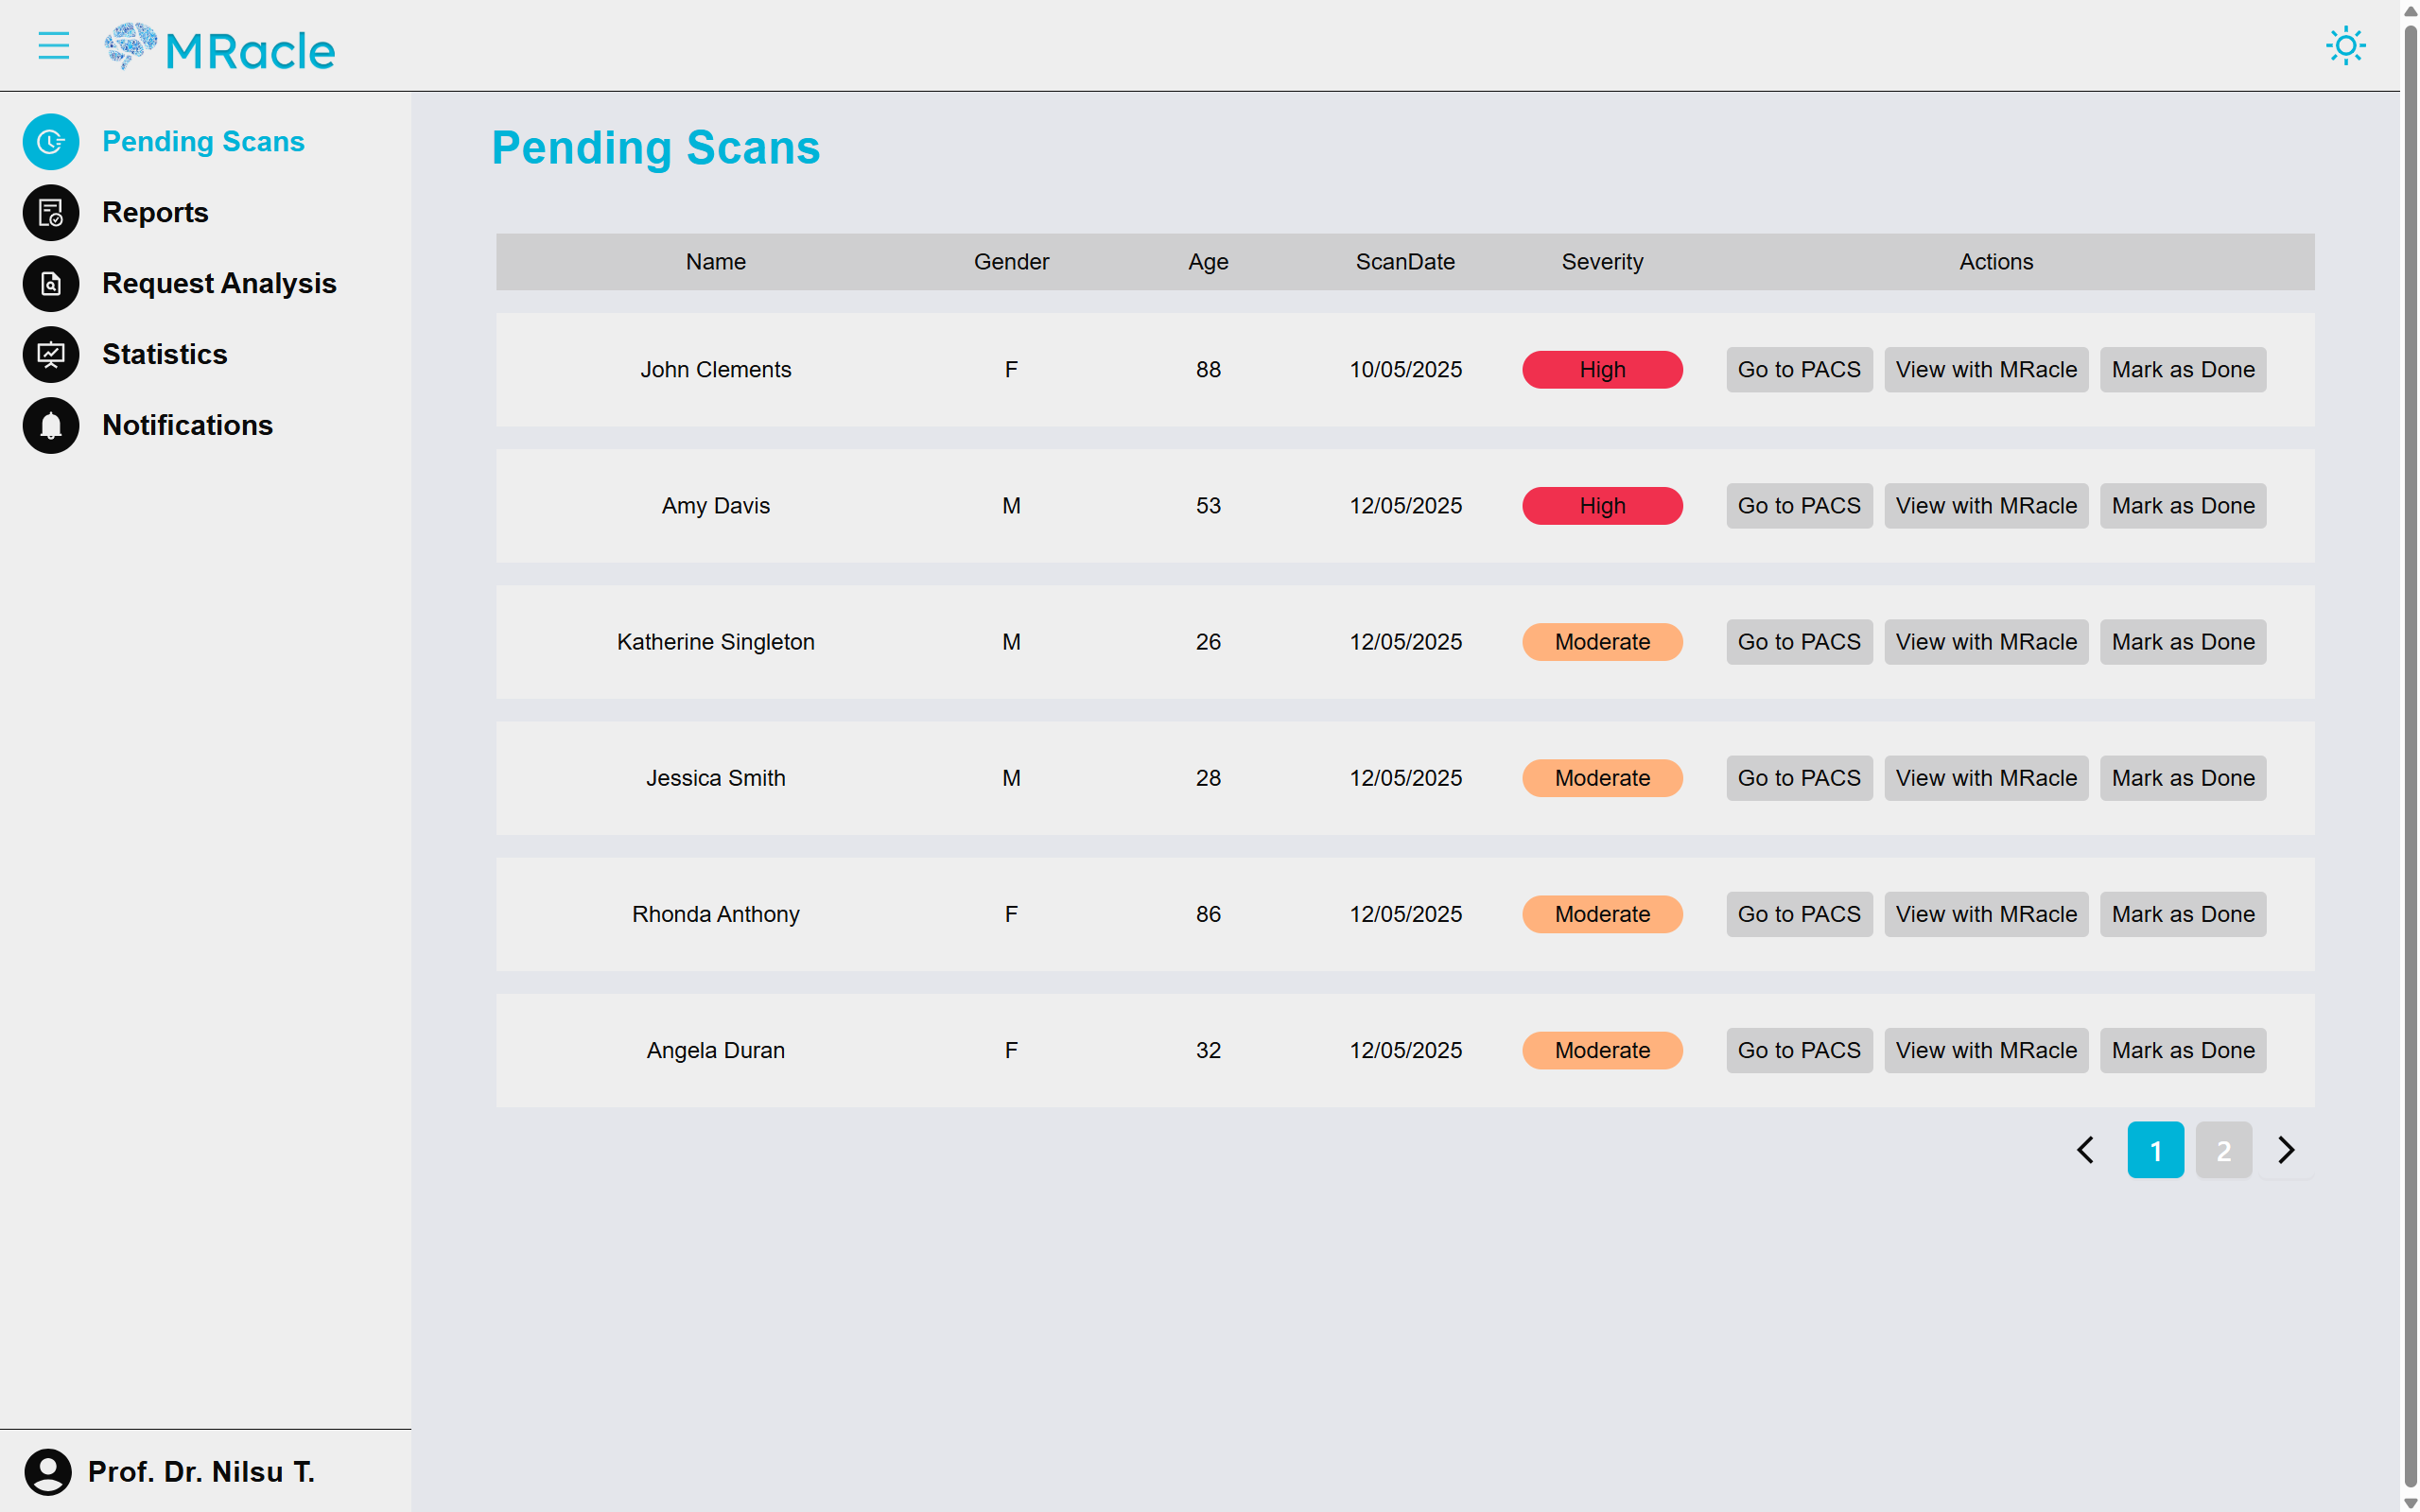 MRacle
Pending Scans
Reports
Request Analysis
Statistics
Notifications
Prof. Dr. Nilsu T.
Pending Scans
Name Gender Age ScanDate Severity Actions
John Clements F 88 10/05/2025 High Go to PACS View with MRacle Mark as Done
Amy Davis M 53 12/05/2025 High Go to PACS View with MRacle Mark as Done
Katherine Singleton M 26 12/05/2025 Moderate Go to PACS View with MRacle Mark as Done
Jessica Smith M 28 12/05/2025 Moderate Go to PACS View with MRacle Mark as Done
Rhonda Anthony F 86 12/05/2025 Moderate Go to PACS View with MRacle Mark as Done
Angela Duran F 32 12/05/2025 Moderate Go to PACS View with MRacle Mark as Done
1 2